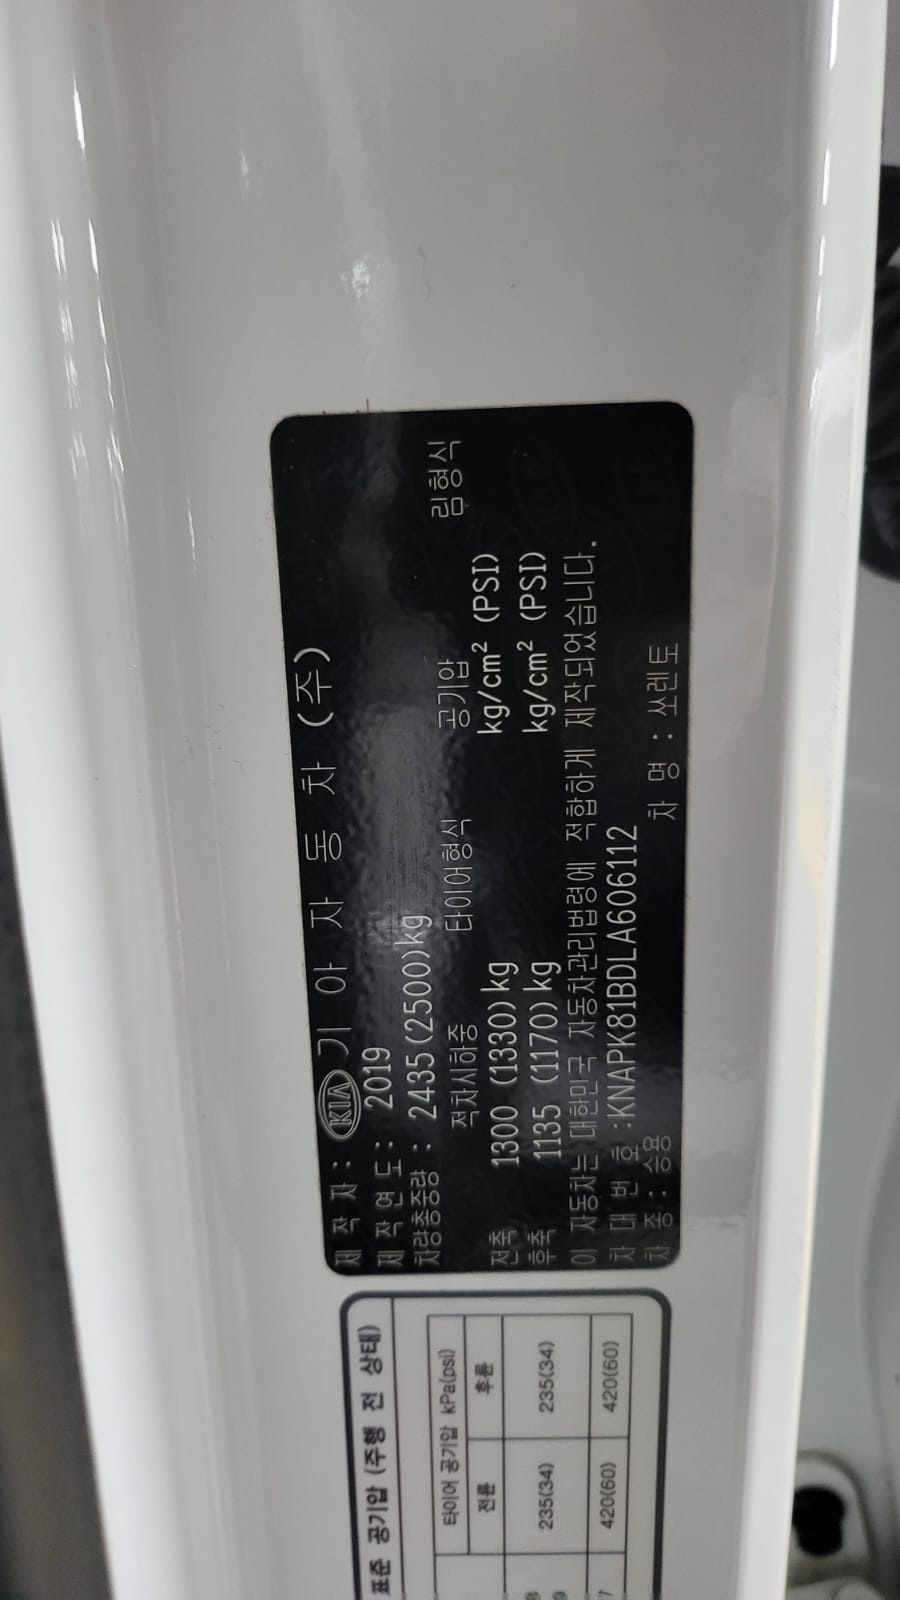 제 작 자 : KIA 기 아 자 동 차 (주)
제 작 연 도 : 2019
차량총중량 : 2435(2500)kg
적차시하중 타이어형식 공기압 림형식
전축 1300 (1330)kg kg/cm² (PSI)
후축 1135 (1170)kg kg/cm² (PSI)
이 자동차는 대한민국 자동차관리법령에 적합하게 제작되었습니다.
차 대 번 호 :KNAPK81BDLA606112
차 종 : 승용 차 명 : 쏘렌토
표준 공기압 (주행 전 상태)
타이어 공기압 kPa(psi)
전륜 후륜
235(34) 235(34)
420(60) 420(60)